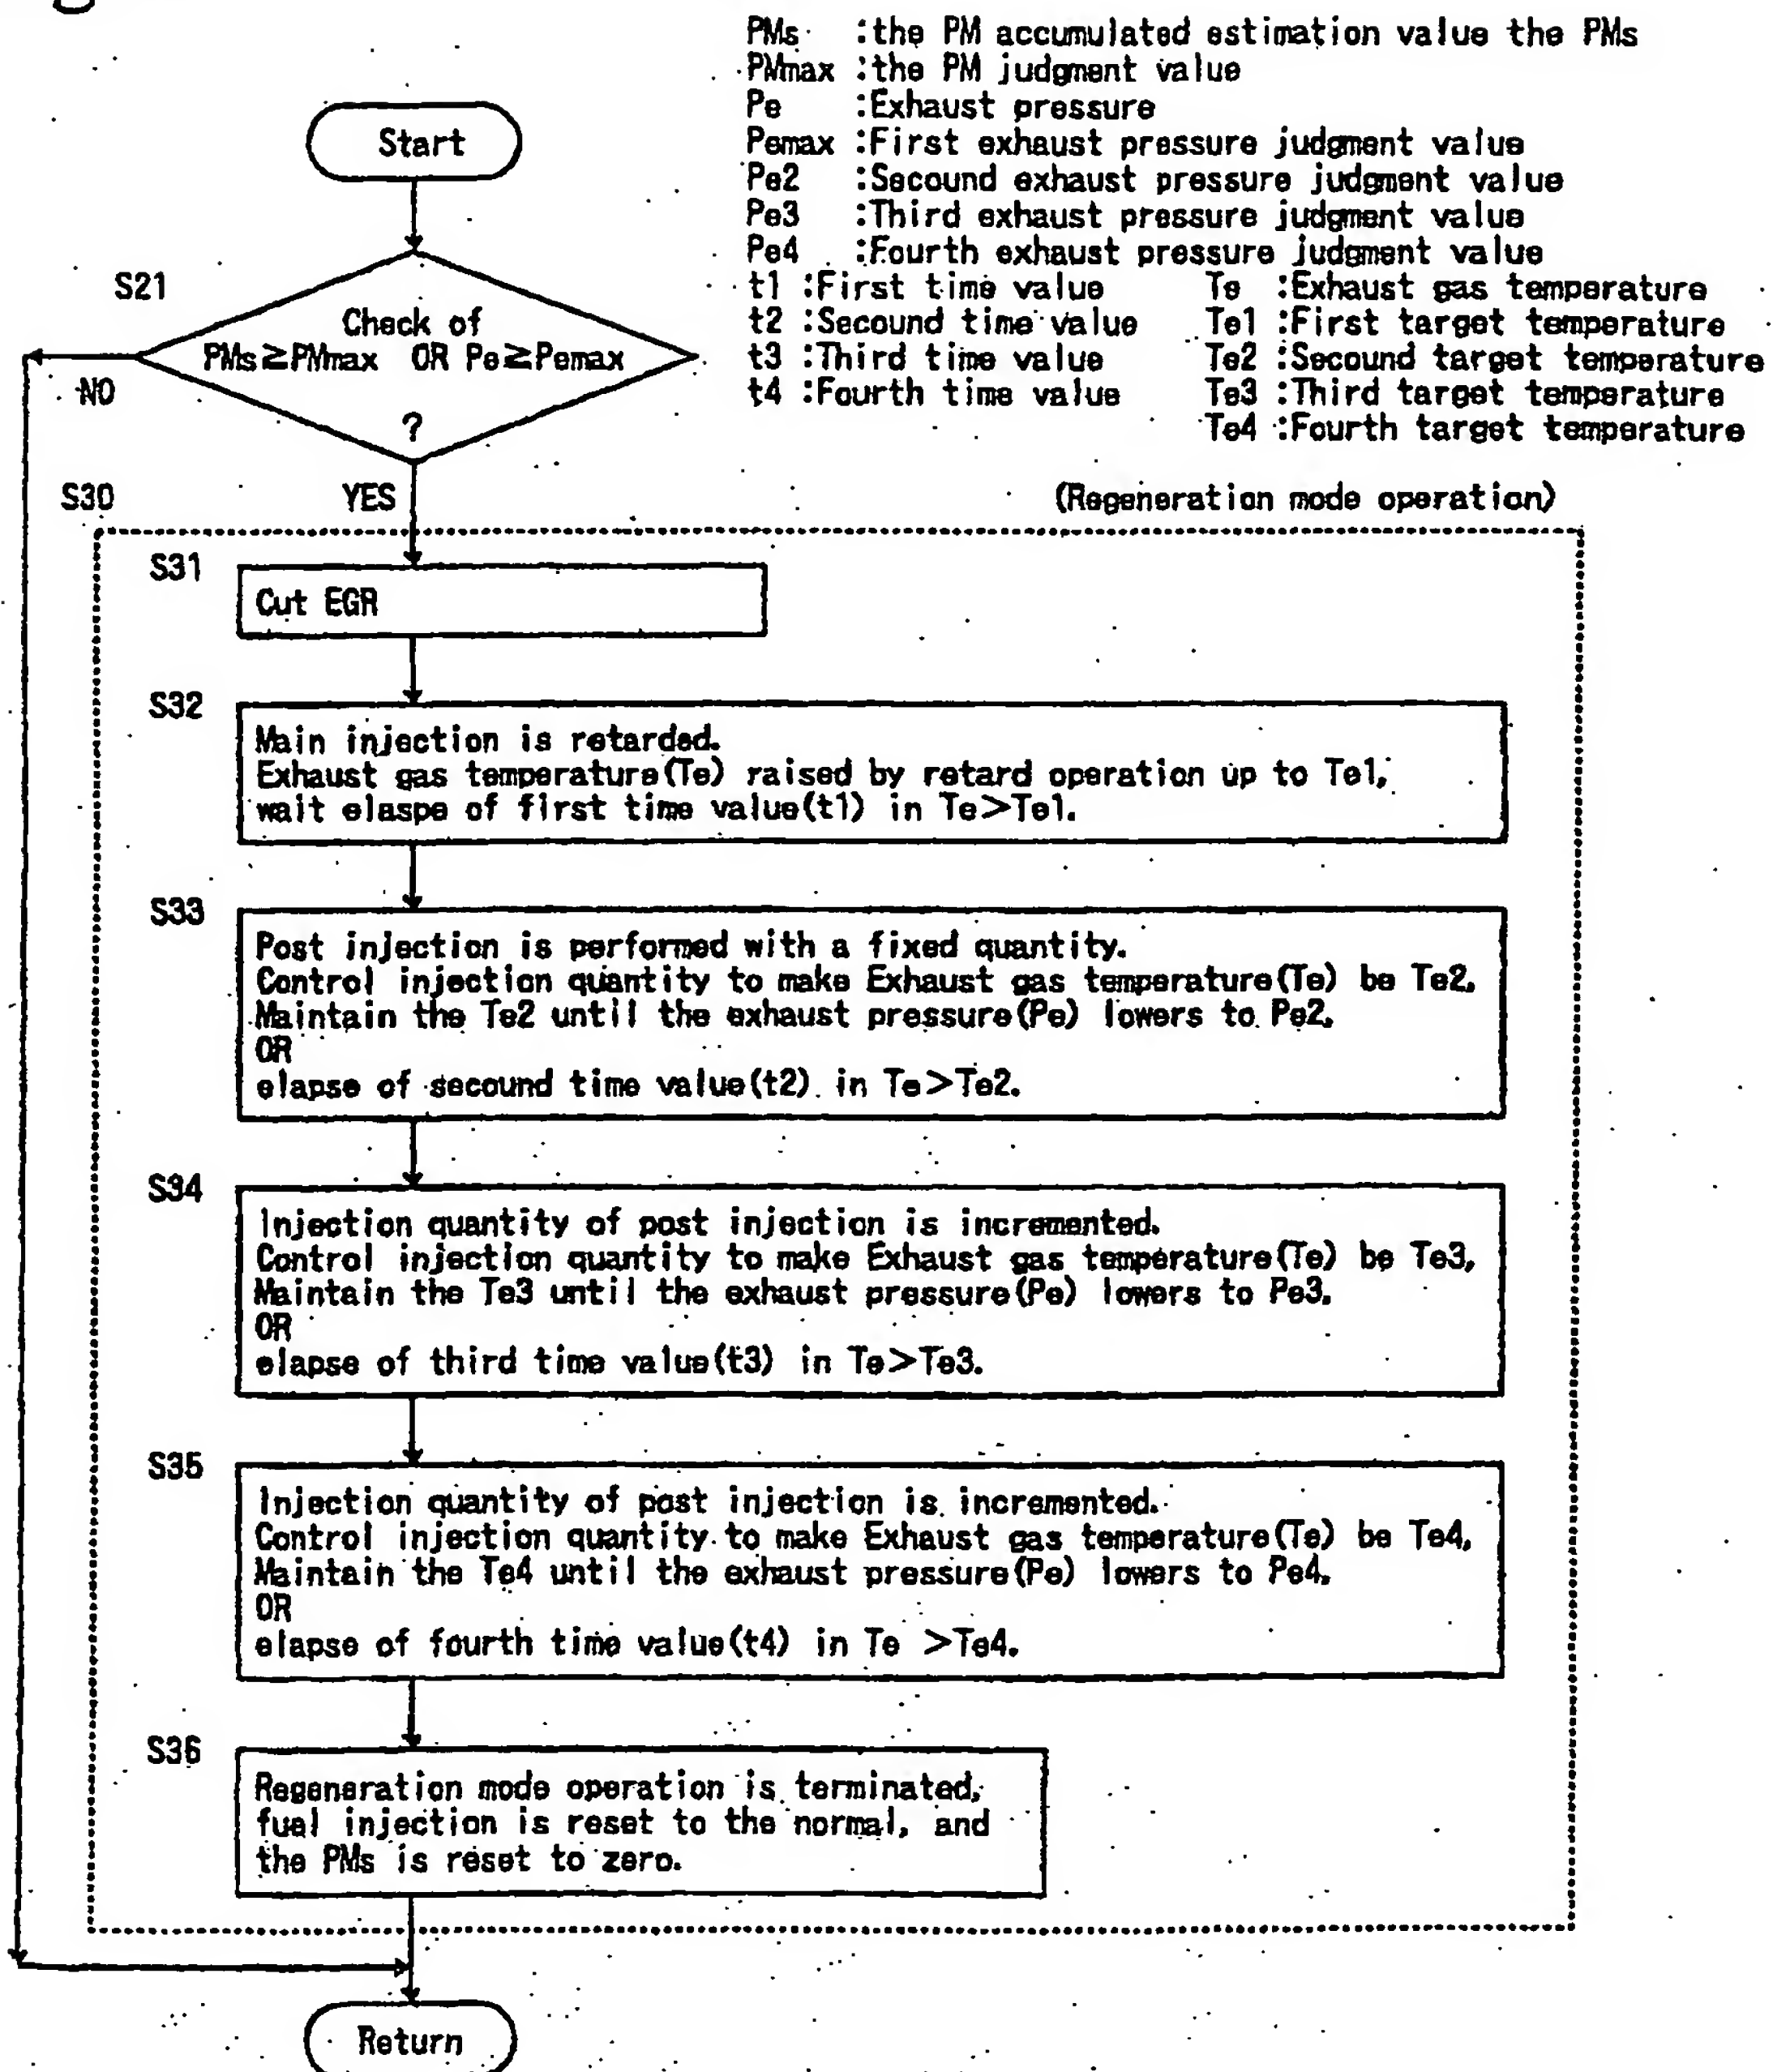 PMs :the PM accumulated estimation value the PMs
PMmax :the PM judgment value
Pe :Exhaust pressure
Pemax :First exhaust pressure judgment value
Pe2 :Secound exhaust pressure judgment value
Pe3 :Third exhaust pressure judgment value
Pe4 :Fourth exhaust pressure judgment value
t1 :First time value Te :Exhaust gas temperature
t2 :Secound time value Te1 :First target temperature
t3 :Third time value Te2 :Secound target temperature
t4 :Fourth time value Te3 :Third target temperature
Te4 :Fourth target temperature
Start
S21
Check of
PMs≧PMmax OR Pe≧Pemax
?
NO
YES
S30
(Regeneration mode operation)
S31
Cut EGR
S32
Main injection is retarded.
Exhaust gas temperature(Te) raised by retard operation up to Te1,
wait elaspe of first time value(t1) in Te>Te1.
S33
Post injection is performed with a fixed quantity.
Control injection quantity to make Exhaust gas temperature(Te) be Te2,
Maintain the Te2 until the exhaust pressure(Pe) lowers to Pe2,
OR
elapse of secound time value(t2) in Te>Te2.
S34
Injection quantity of post injection is incremented.
Control injection quantity to make Exhaust gas temperature(Te) be Te3,
Maintain the Te3 until the exhaust pressure(Pe) lowers to Pe3,
OR
elapse of third time value(t3) in Te>Te3.
S35
Injection quantity of post injection is incremented.
Control injection quantity to make Exhaust gas temperature(Te) be Te4,
Maintain the Te4 until the exhaust pressure(Pe) lowers to Pe4,
OR
elapse of fourth time value(t4) in Te >Te4.
S36
Regeneration mode operation is terminated,
fuel injection is reset to the normal, and
the PMs is reset to zero.
Return